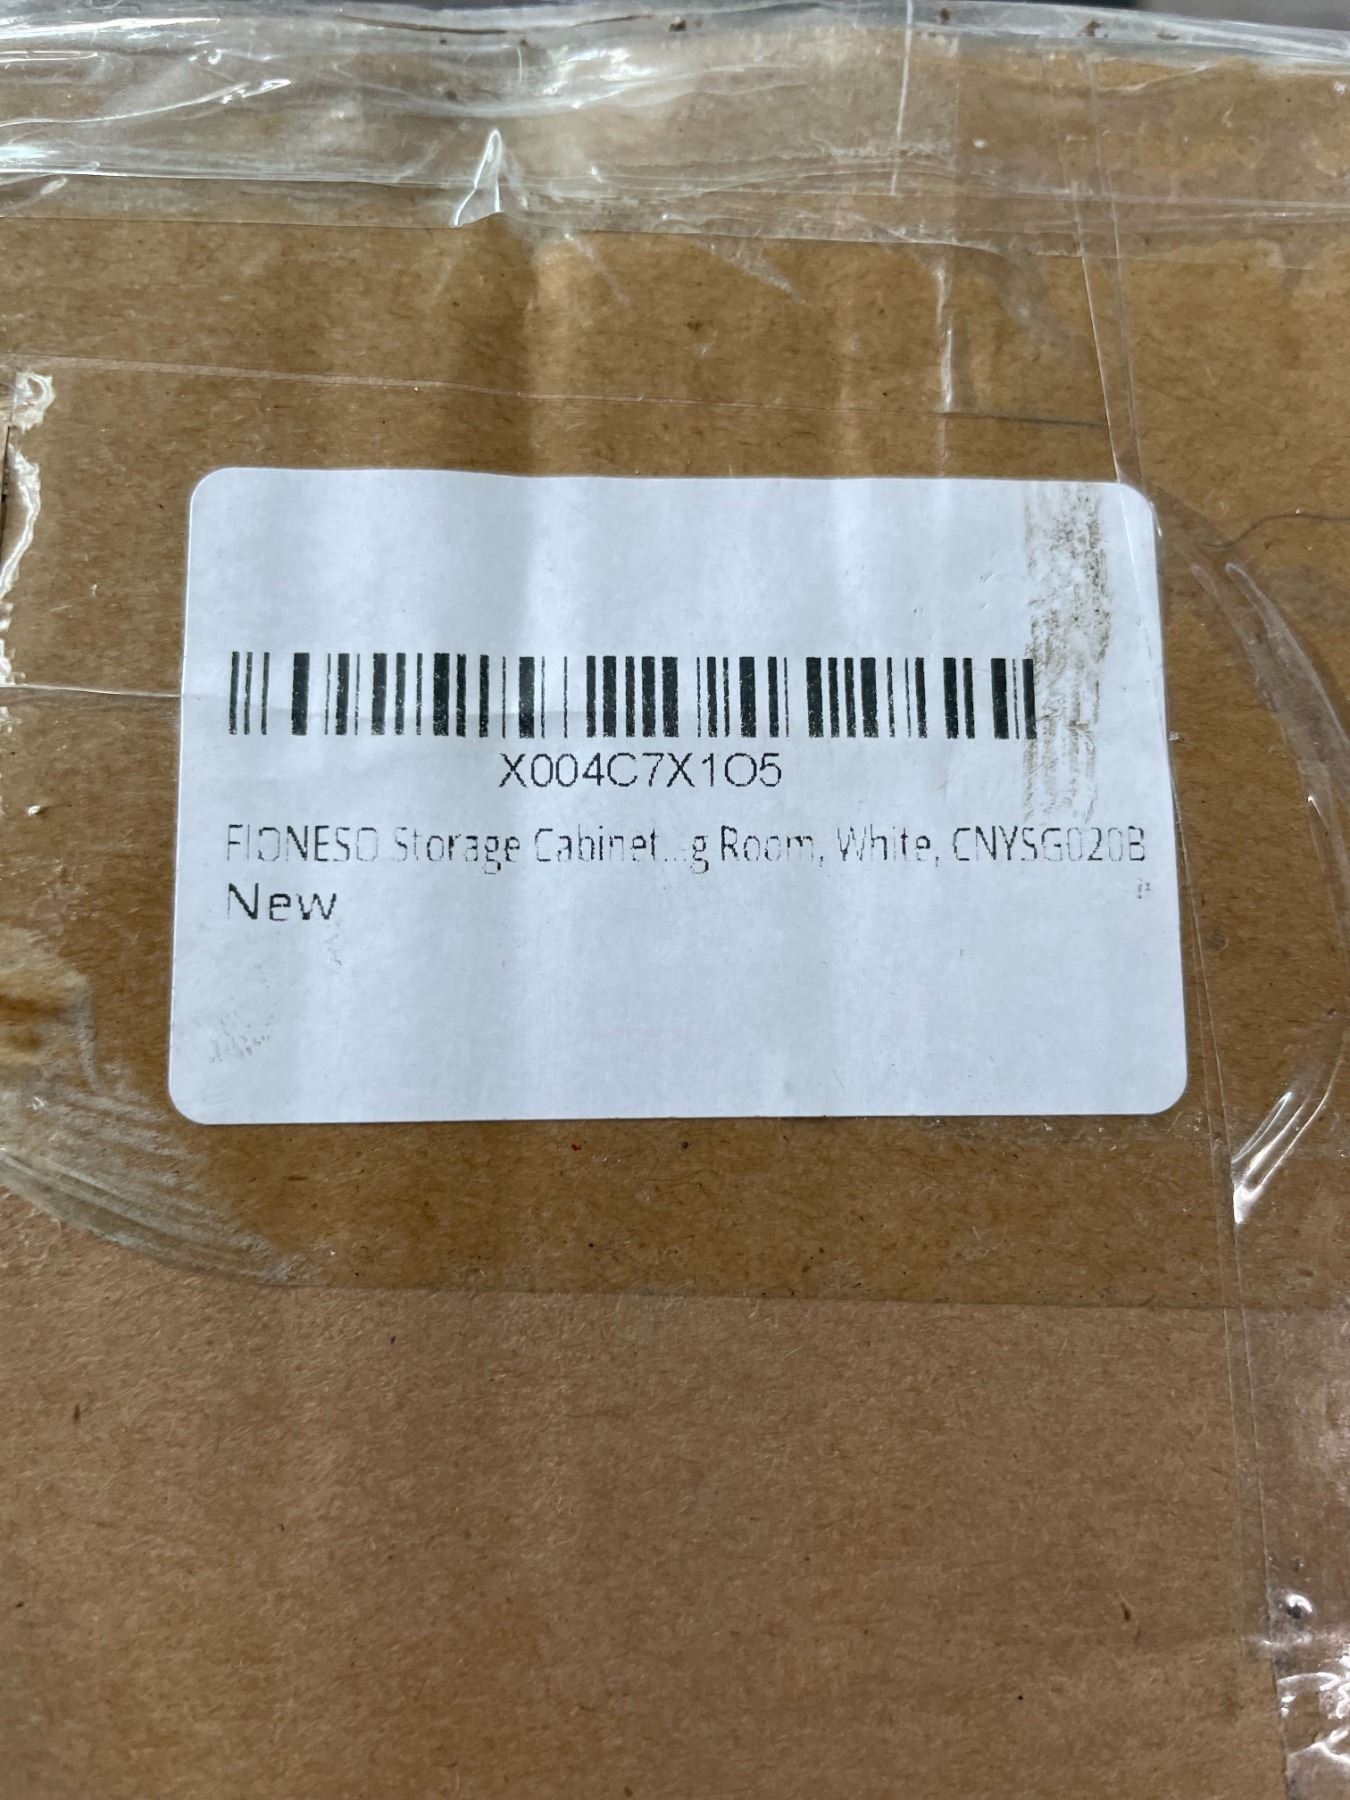 X004C7X1O5
FIONESO Storage Cabinet...g Room, White, CNYSG020B
New